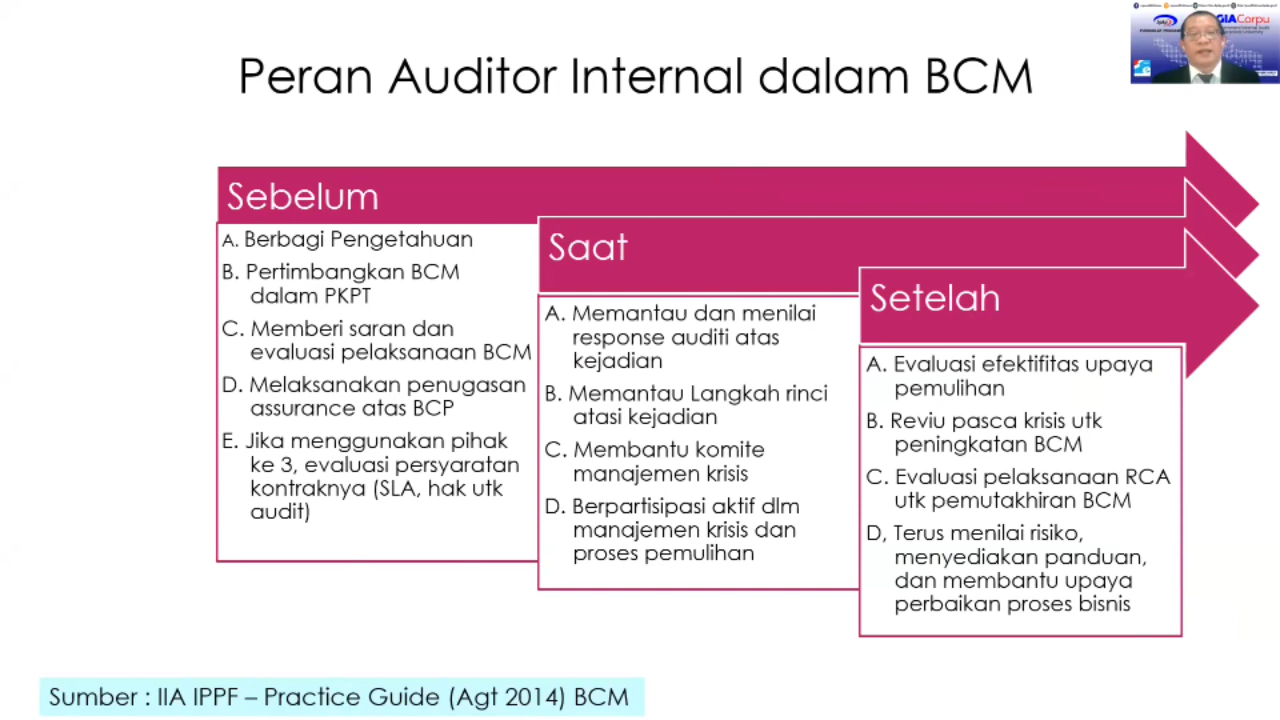 Peran Auditor Internal dalam BCM
GIACorpu
Sebelum
A. Berbagi Pengetahuan
B. Pertimbangkan BCM
dalam PKPT
C. Memberi saran dan
evaluasi pelaksanaan BCM
D. Melaksanakan penugasan
assurance atas BCP
E. Jika menggunakan pihak
ke 3, evaluasi persyaratan
kontraknya (SLA, hak utk
audit)
Saat
A. Memantau dan menilai
response auditi atas
kejadian
B. Memantau Langkah rinci
atasi kejadian
C. Membantu komite
manajemen krisis
D. Berpartisipasi aktif dlm
manajemen krisis dan
proses pemulihan
Setelah
A. Evaluasi efektifitas upaya
pemulihan
B. Reviu pasca krisis utk
peningkatan BCM
C. Evaluasi pelaksanaan RCA
utk pemutakhiran BCM
D, Terus menilai risiko,
menyediakan panduan,
dan membantu upaya
perbaikan proses bisnis
Sumber : IIA IPPF – Practice Guide (Agt 2014) BCM